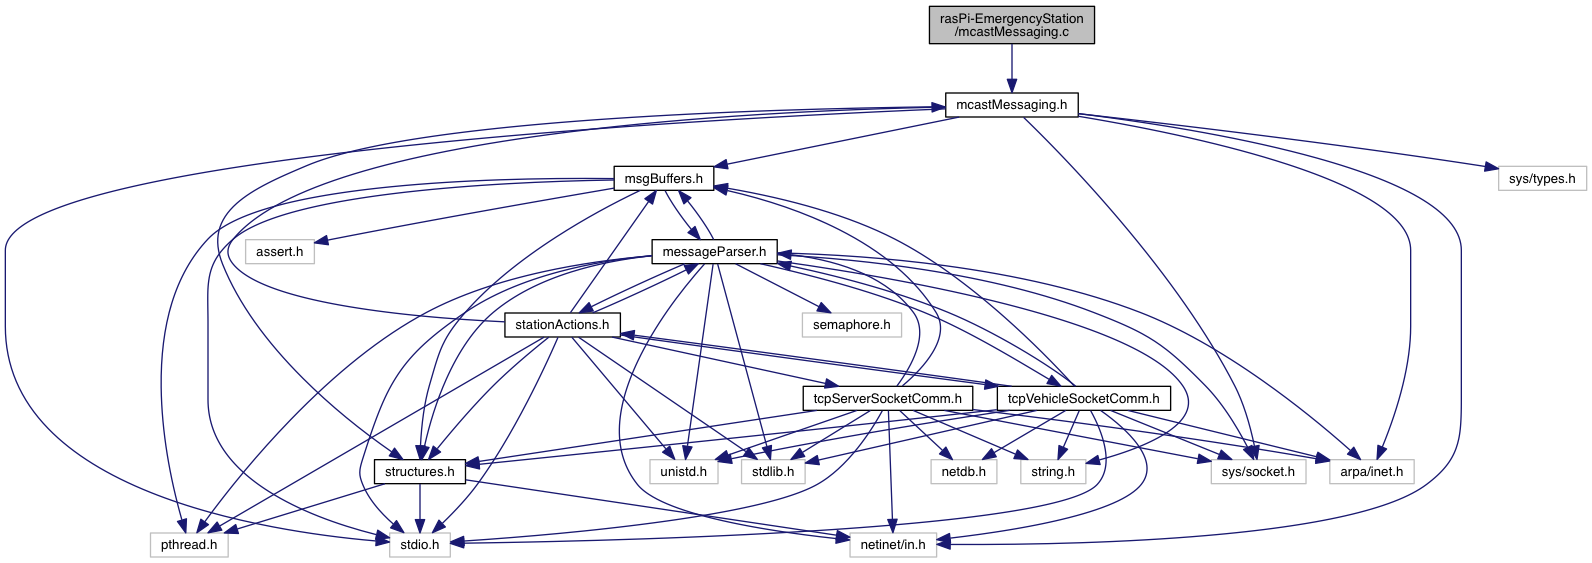 rasPi-EmergencyStation
/mcastMessaging.c
mcastMessaging.h
msgBuffers.h
sys/types.h
assert.h
messageParser.h
stationActions.h
semaphore.h
tcpServerSocketComm.h
tcpVehicleSocketComm.h
structures.h
unistd.h
stdlib.h
netdb.h
string.h
sys/socket.h
arpa/inet.h
pthread.h
stdio.h
netinet/in.h